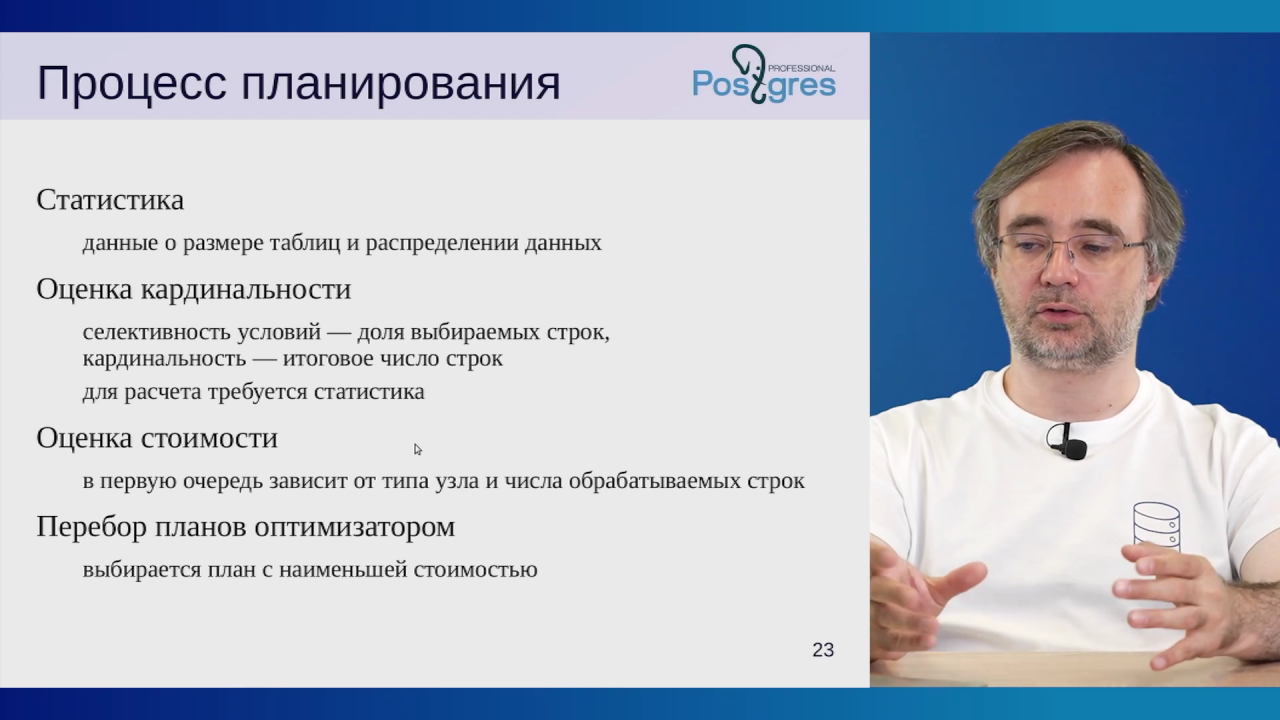 Процесс планирования
PROFESSIONAL
Postgres
Статистика
данные о размере таблиц и распределении данных
Оценка кардинальности
селективность условий — доля выбираемых строк,
кардинальность — итоговое число строк
для расчета требуется статистика
Оценка стоимости
в первую очередь зависит от типа узла и числа обрабатываемых строк
Перебор планов оптимизатором
выбирается план с наименьшей стоимостью
23